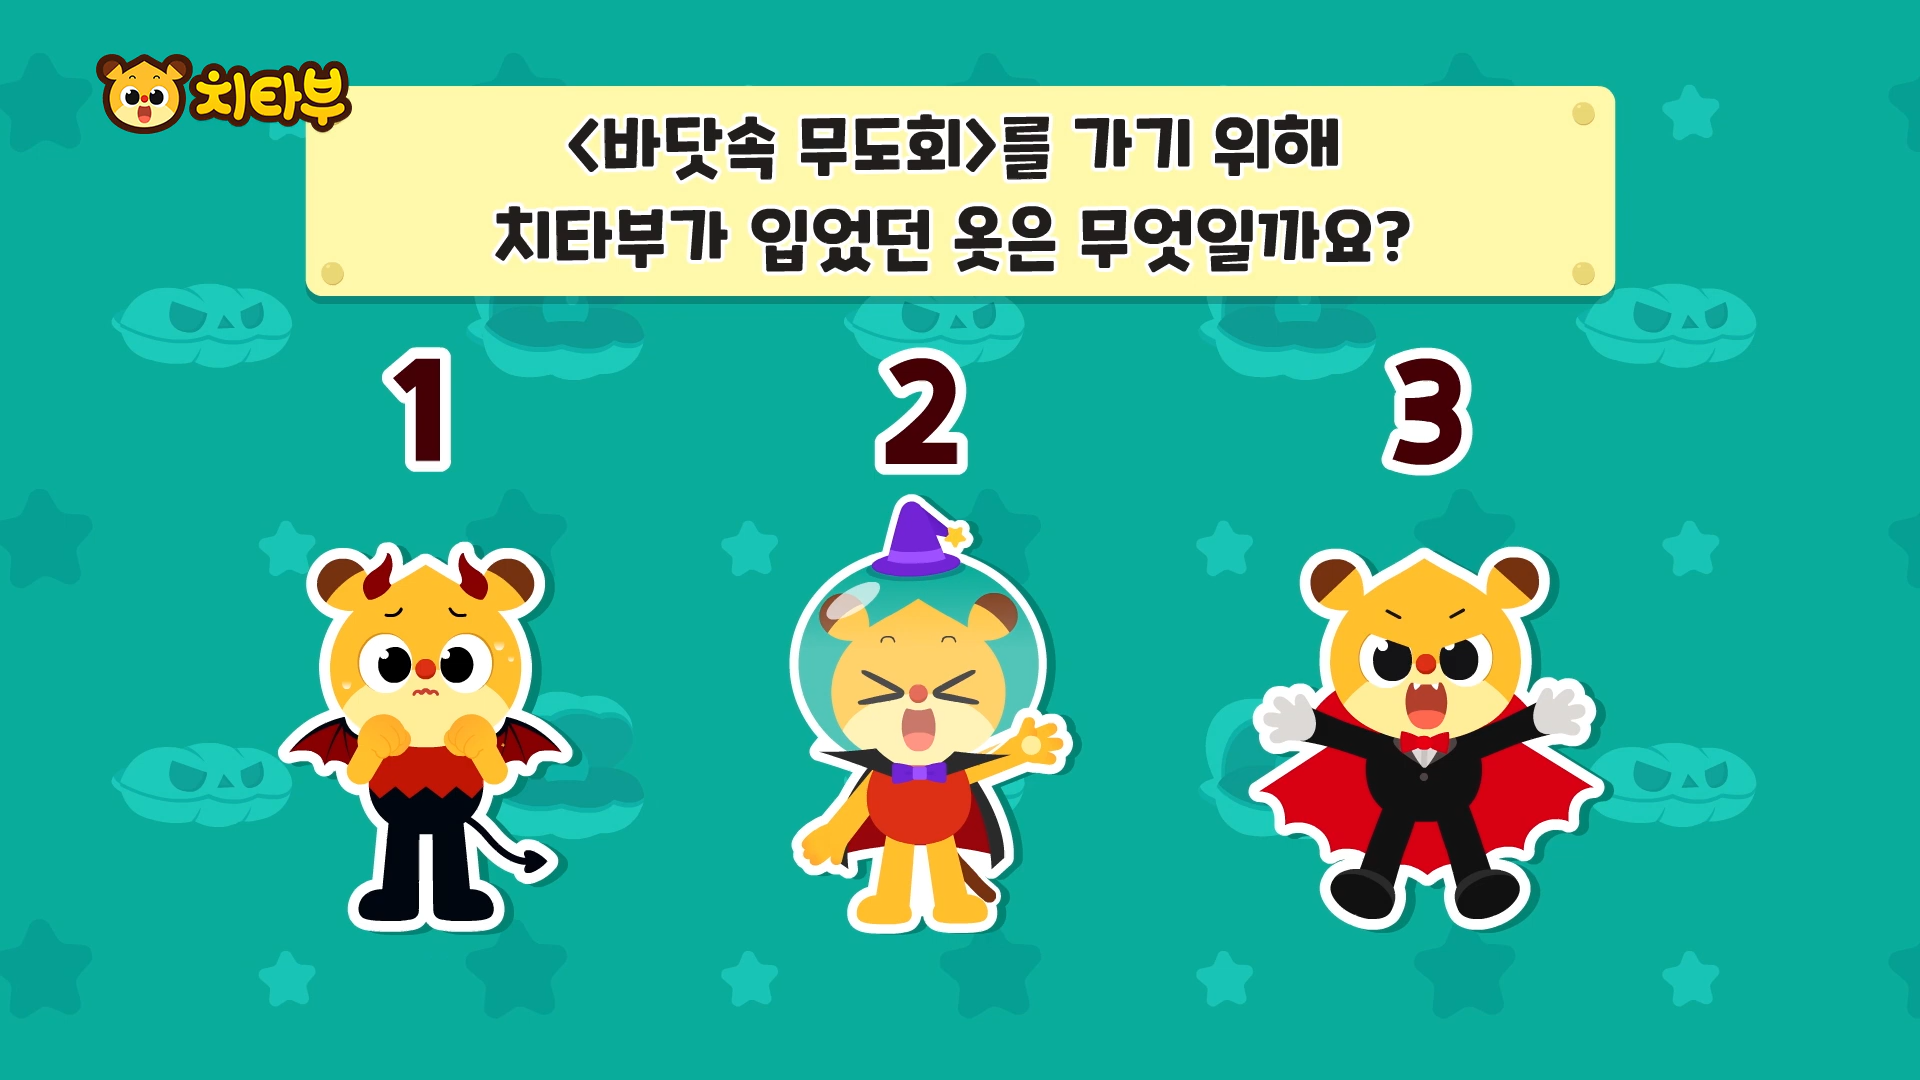 치타부
<바닷속 무도회>를 가기 위해
치타부가 입었던 옷은 무엇일까요?
1
2
3